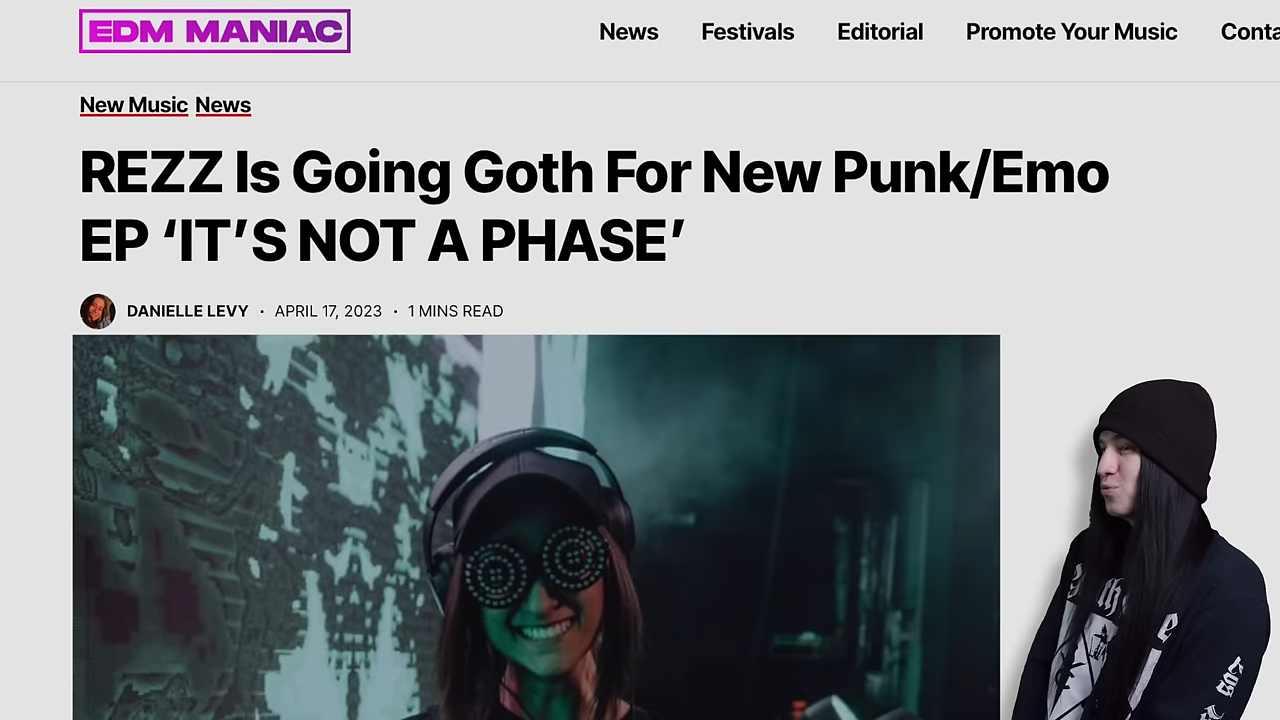 EDM MANIAC
News Festivals Editorial Promote Your Music
New Music News
REZZ Is Going Goth For New Punk/Emo
EP ‘IT’S NOT A PHASE’
DANIELLE LEVY · APRIL 17, 2023 · 1 MINS READ